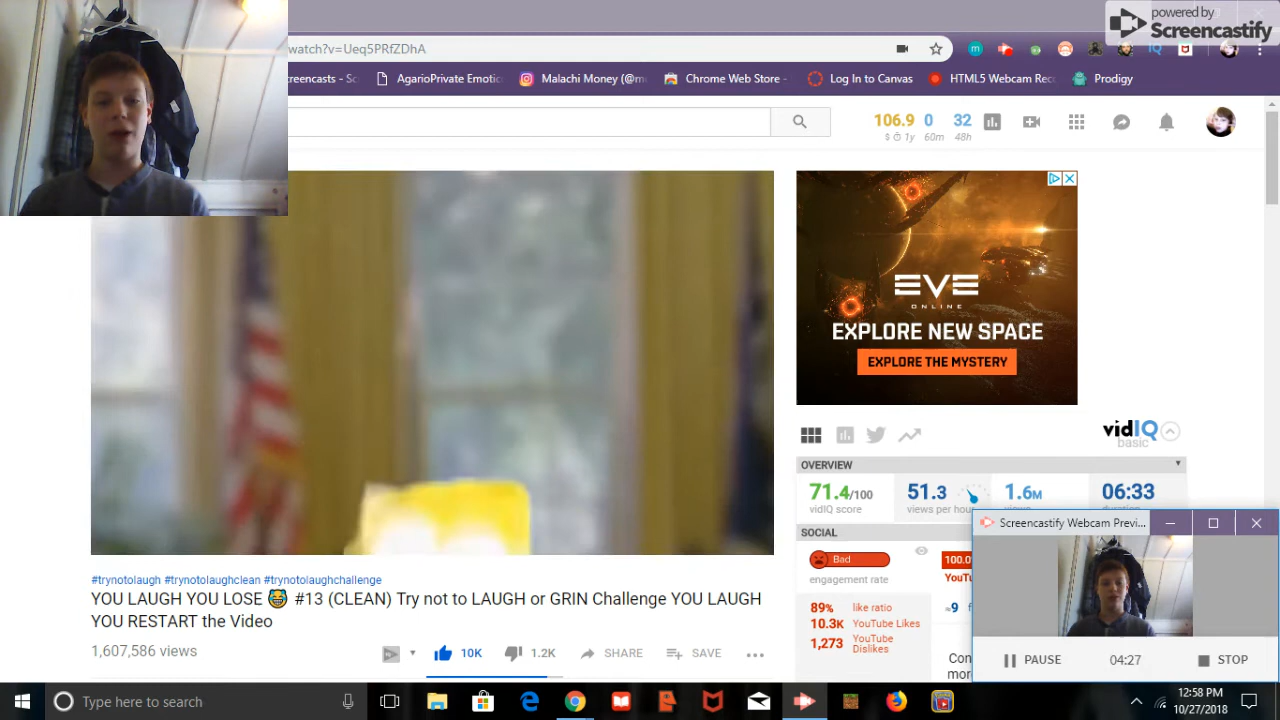 powered by
Screencastify
watch?v=Ueq5PRfZDhA
creencasts - Sc
AgarioPrivate Emotic
Malachi Money (@m
Chrome Web Store -
Log In to Canvas
HTML5 Webcam Rec
Prodigy
106.9 0 32
$ 1y 60m 48h
EVE
ONLINE
EXPLORE NEW SPACE
EXPLORE THE MYSTERY
vidIQ
basic
OVERVIEW
71.4/100 51.3 1.6M 06:33
vidIQ score views per hour views duration
SOCIAL
Bad
engagement rate
100.0
YouTu
89% like ratio
10.3K YouTube Likes
1,273 YouTube
Dislikes
Con
mor
Screencastify Webcam Previ...
PAUSE 04:27 STOP
#trynotolaugh #trynotolaughclean #trynotolaughchallenge
YOU LAUGH YOU LOSE 😂 #13 (CLEAN) Try not to LAUGH or GRIN Challenge YOU LAUGH
YOU RESTART the Video
1,607,586 views
10K 1.2K SHARE SAVE
Type here to search
12:58 PM
10/27/2018